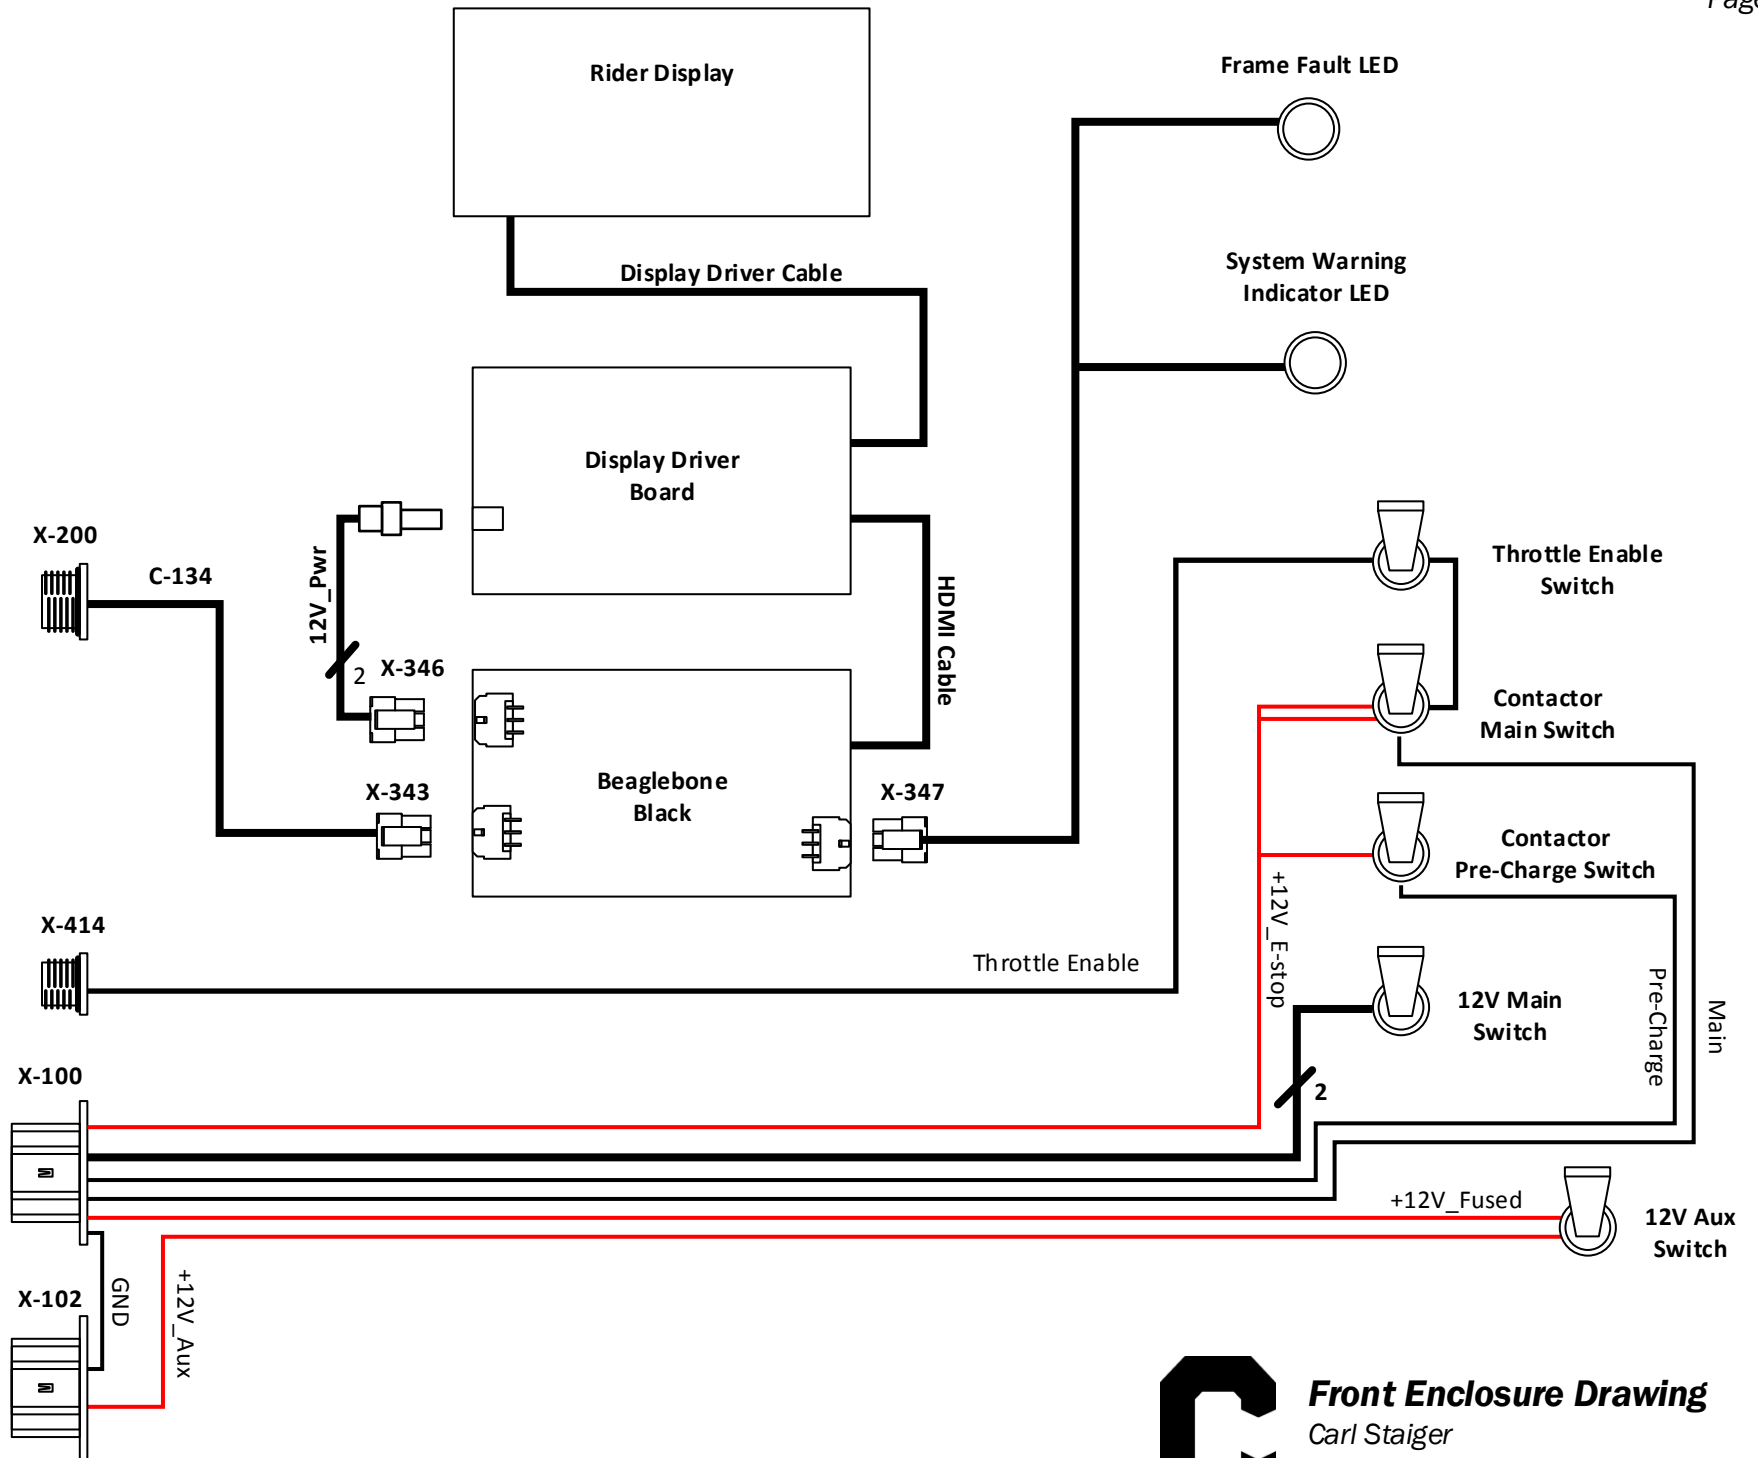 Page
Rider Display
Frame Fault LED
Display Driver Cable
System Warning
Indicator LED
Display Driver
Board
X-200
C-134
12V_Pwr
2
X-346
HDMI Cable
Throttle Enable
Switch
Contactor
Main Switch
X-343
Beaglebone
Black
X-347
Contactor
Pre-Charge Switch
X-414
Throttle Enable
+12V_E-stop
12V Main
Switch
Pre-Charge
Main
X-100
2
M
+12V_Fused
12V Aux
Switch
X-102
GND
+12V_Aux
M
Front Enclosure Drawing
Carl Staiger